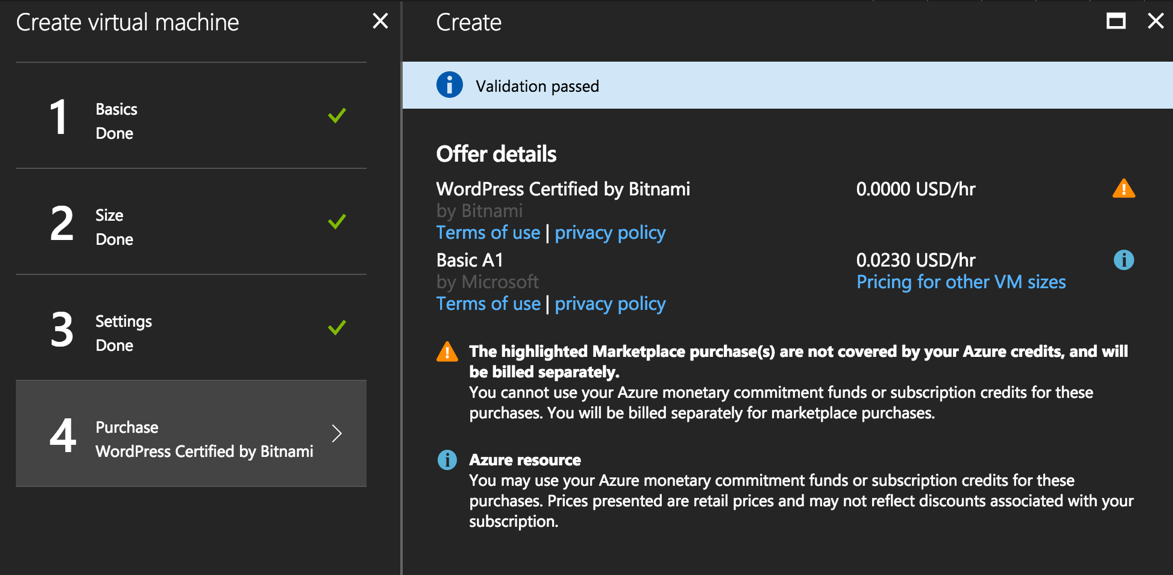 Create virtual machine
1
Basics
Done
2
Size
Done
3
Settings
Done
4
Purchase
WordPress Certified by Bitnami
Create
Validation passed
Offer details
WordPress Certified by Bitnami 0.0000 USD/hr
by Bitnami
Terms of use | privacy policy
Basic A1 0.0230 USD/hr
by Microsoft Pricing for other VM sizes
Terms of use | privacy policy
The highlighted Marketplace purchase(s) are not covered by your Azure credits, and will
be billed separately.
You cannot use your Azure monetary commitment funds or subscription credits for these
purchases. You will be billed separately for marketplace purchases.
Azure resource
You may use your Azure monetary commitment funds or subscription credits for these
purchases. Prices presented are retail prices and may not reflect discounts associated with your
subscription.